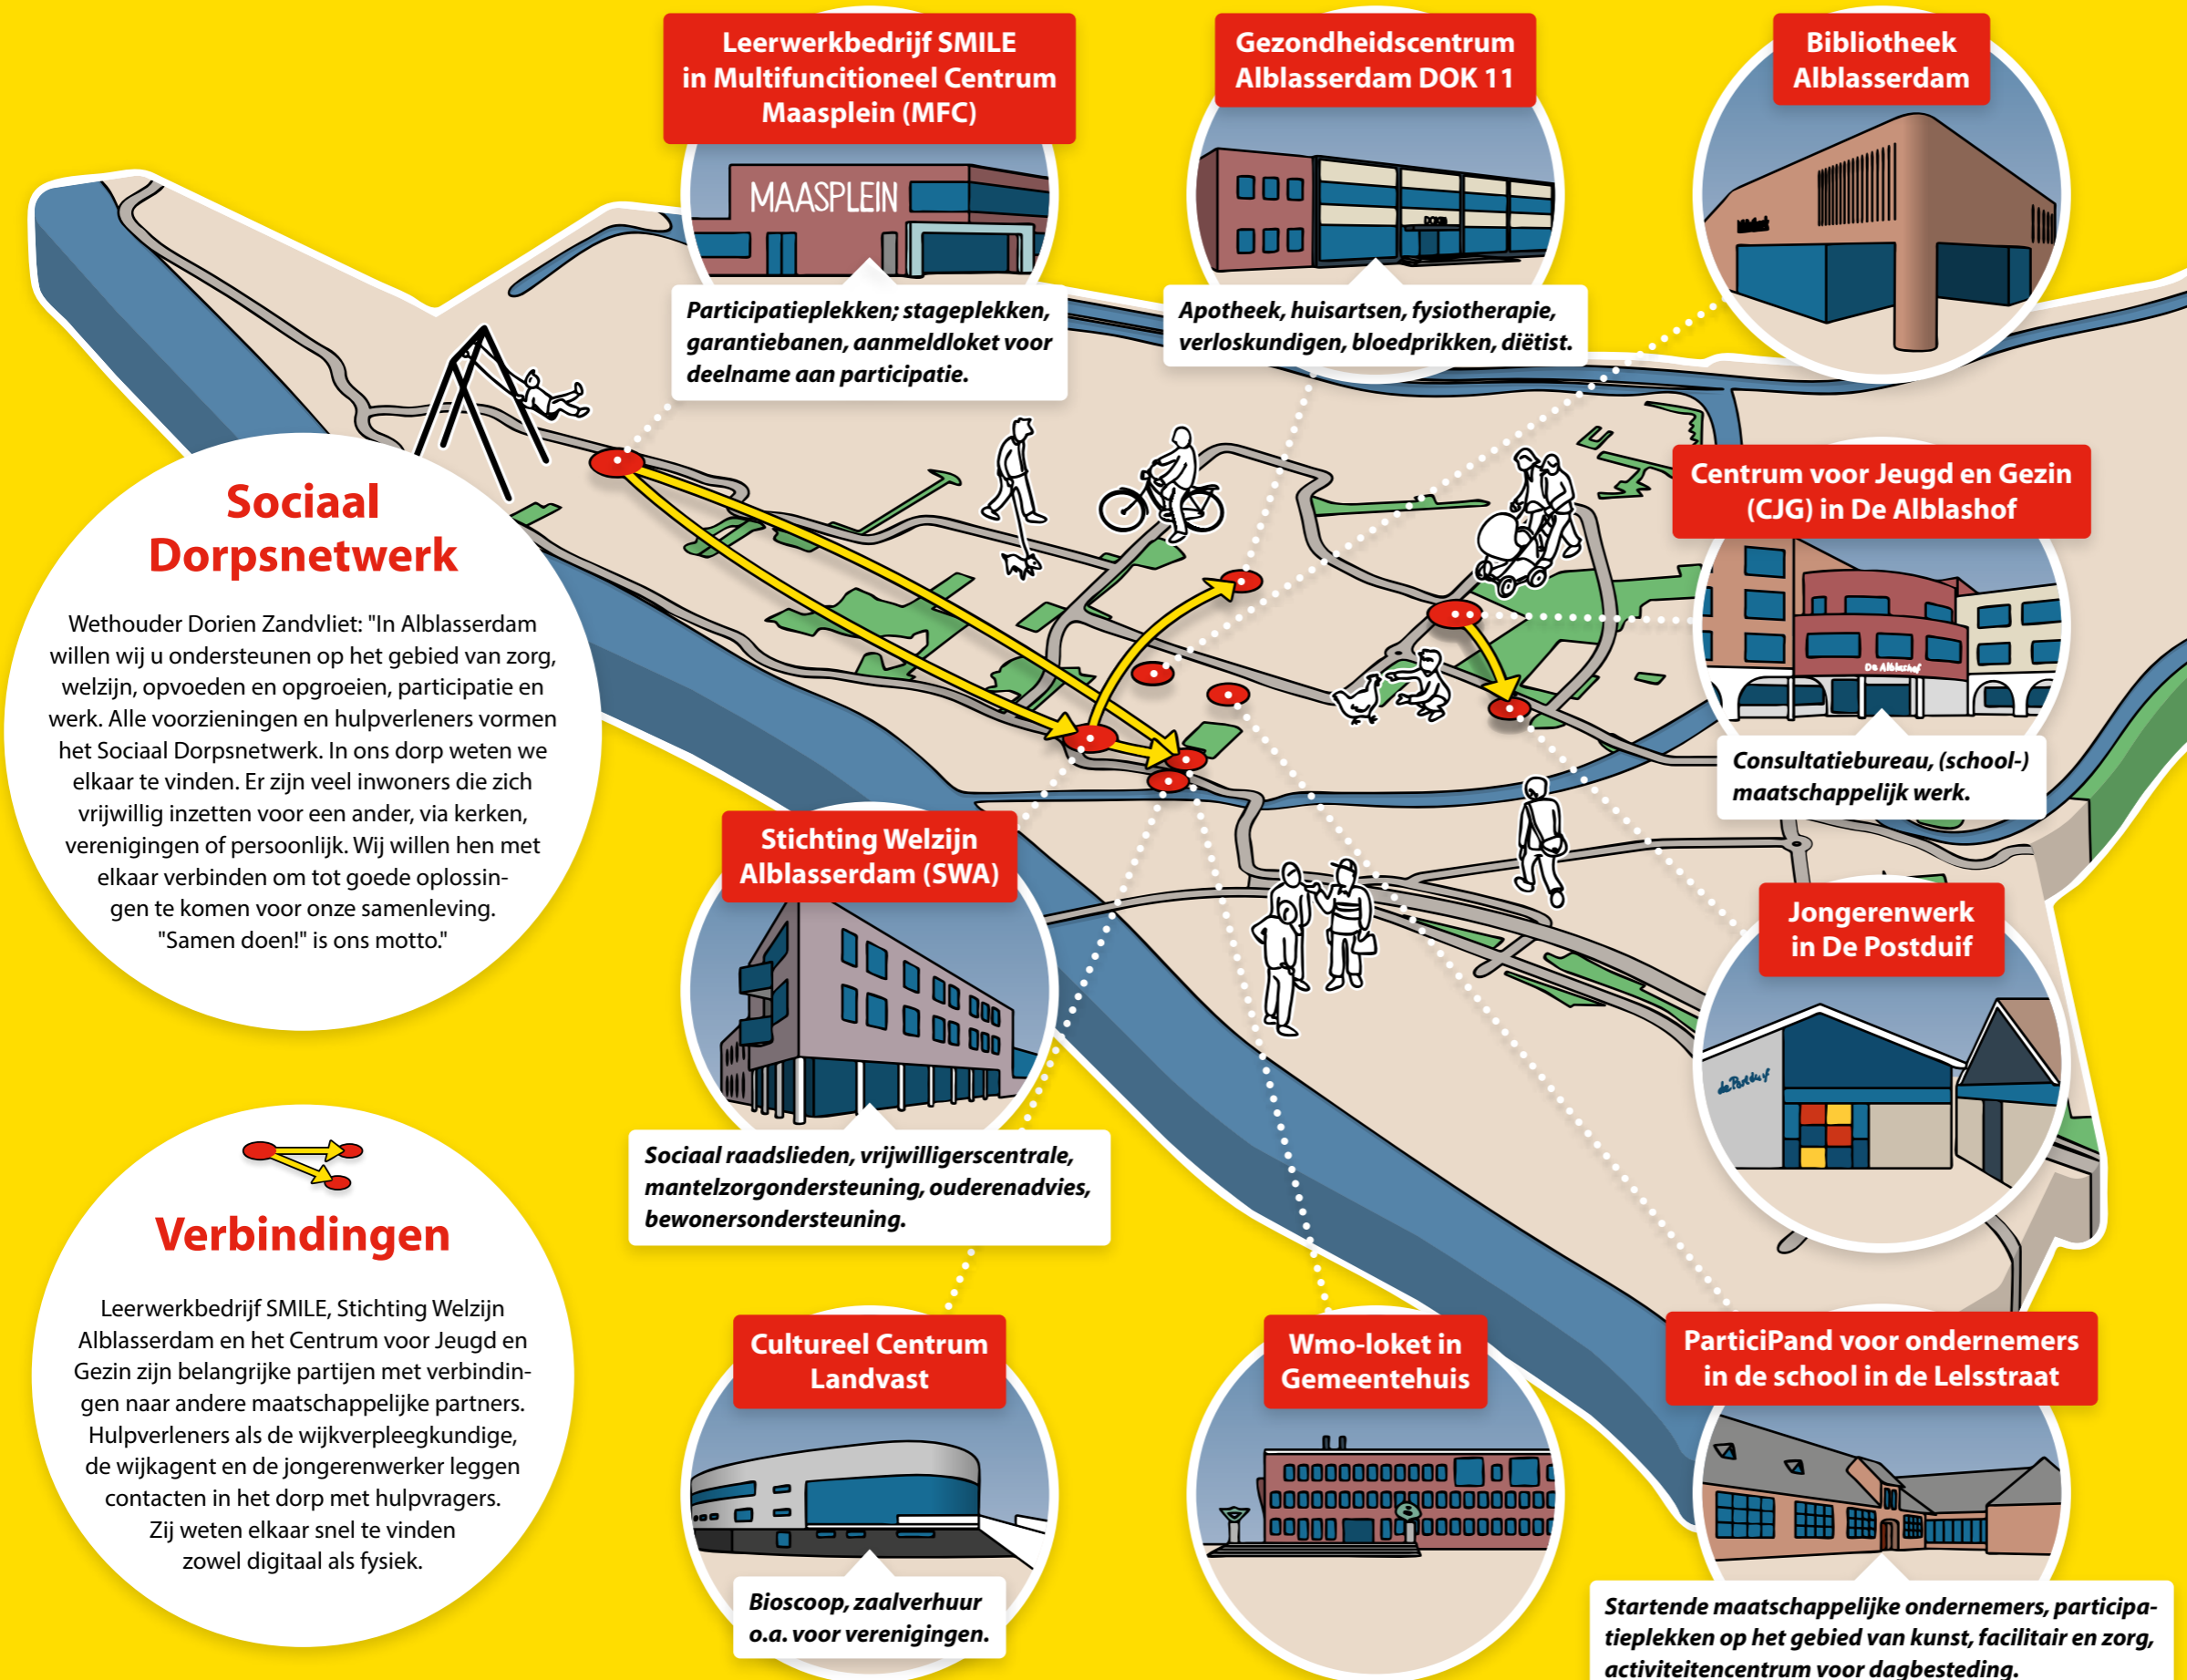 Leerwerkbedrijf SMILE
in Multifuncitioneel Centrum
Maasplein (MFC)
MAASPLEIN
Participatieplekken; stageplekken,
garantiebanen, aanmeldloket voor
deelname aan participatie.
Gezondheidscentrum
Alblasserdam DOK 11
DOK11
Apotheek, huisartsen, fysiotherapie,
verloskundigen, bloedprikken, diëtist.
Bibliotheek
Alblasserdam
Sociaal
Dorpsnetwerk
Wethouder Dorien Zandvliet: "In Alblasserdam
willen wij u ondersteunen op het gebied van zorg,
welzijn, opvoeden en opgroeien, participatie en
werk. Alle voorzieningen en hulpverleners vormen
het Sociaal Dorpsnetwerk. In ons dorp weten we
elkaar te vinden. Er zijn veel inwoners die zich
vrijwillig inzetten voor een ander, via kerken,
verenigingen of persoonlijk. Wij willen hen met
elkaar verbinden om tot goede oplossin-
gen te komen voor onze samenleving.
"Samen doen!" is ons motto."
Centrum voor Jeugd en Gezin
(CJG) in De Alblashof
De Alblashof
Consultatiebureau, (school-)
maatschappelijk werk.
Stichting Welzijn
Alblasserdam (SWA)
Sociaal raadslieden, vrijwilligerscentrale,
mantelzorgondersteuning, ouderenadvies,
bewonersondersteuning.
Jongerenwerk
in De Postduif
de Postduif
Verbindingen
Leerwerkbedrijf SMILE, Stichting Welzijn
Alblasserdam en het Centrum voor Jeugd en
Gezin zijn belangrijke partijen met verbindin-
gen naar andere maatschappelijke partners.
Hulpverleners als de wijkverpleegkundige,
de wijkagent en de jongerenwerker leggen
contacten in het dorp met hulpvragers.
Zij weten elkaar snel te vinden
zowel digitaal als fysiek.
Cultureel Centrum
Landvast
Bioscoop, zaalverhuur
o.a. voor verenigingen.
Wmo-loket in
Gemeentehuis
ParticiPand voor ondernemers
in de school in de Lelsstraat
Startende maatschappelijke ondernemers, participa-
tieplekken op het gebied van kunst, facilitair en zorg,
activiteitencentrum voor dagbesteding.